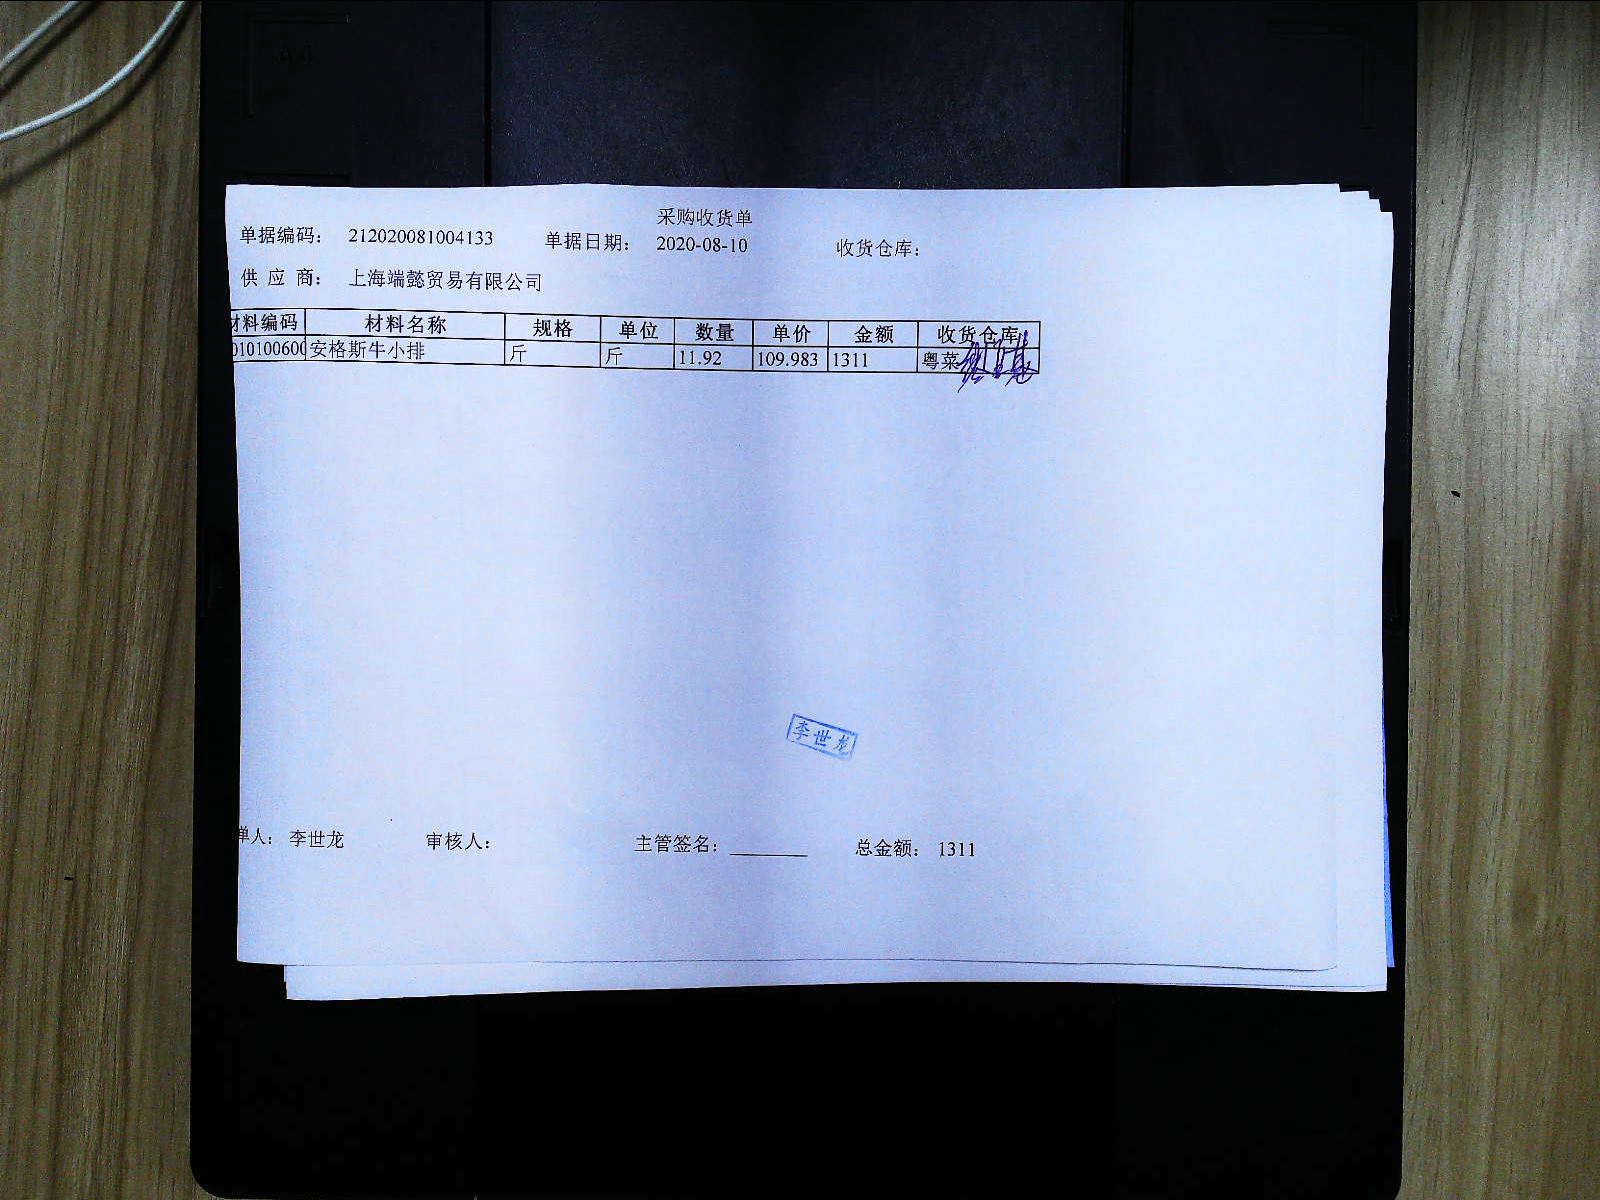 采购收货单
单据编码： 212020081004133 单据日期： 2020-08-10 收货仓库：
供 应 商： 上海端懿贸易有限公司
材料编码 材料名称 规格 单位 数量 单价 金额 收货仓库
010100600 安格斯牛小排 斤 斤 11.92 109.983 1311 粤菜
李世龙
单人： 李世龙 审核人： 主管签名： 总金额： 1311